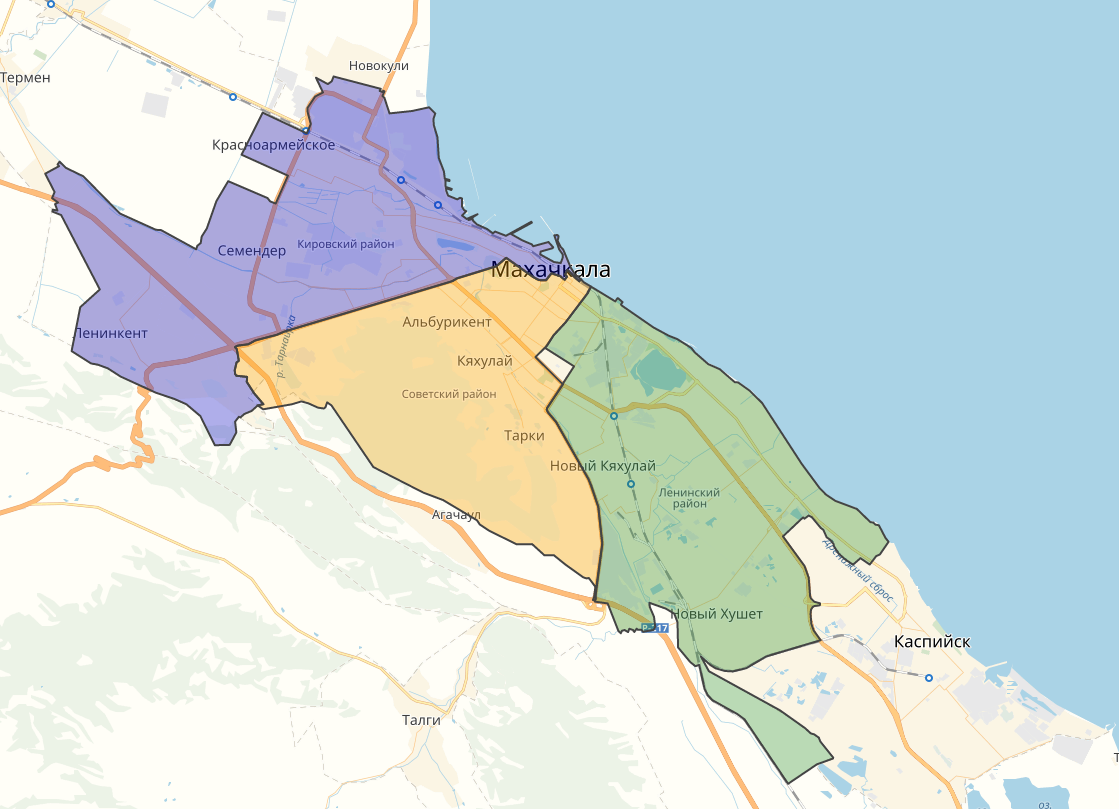 Новокули
Термен
Красноармейское
Кировский район
Семендер
Махачкала
Альбурикент
Ленинкент
р. Тарнаирка
Кяхулай
Советский район
Тарки
Новый Кяхулай
Ленинский
район
Агачаул
Дренажный сброс
Новый Хушет
Р-217
Каспийск
Талги
Т
оз.